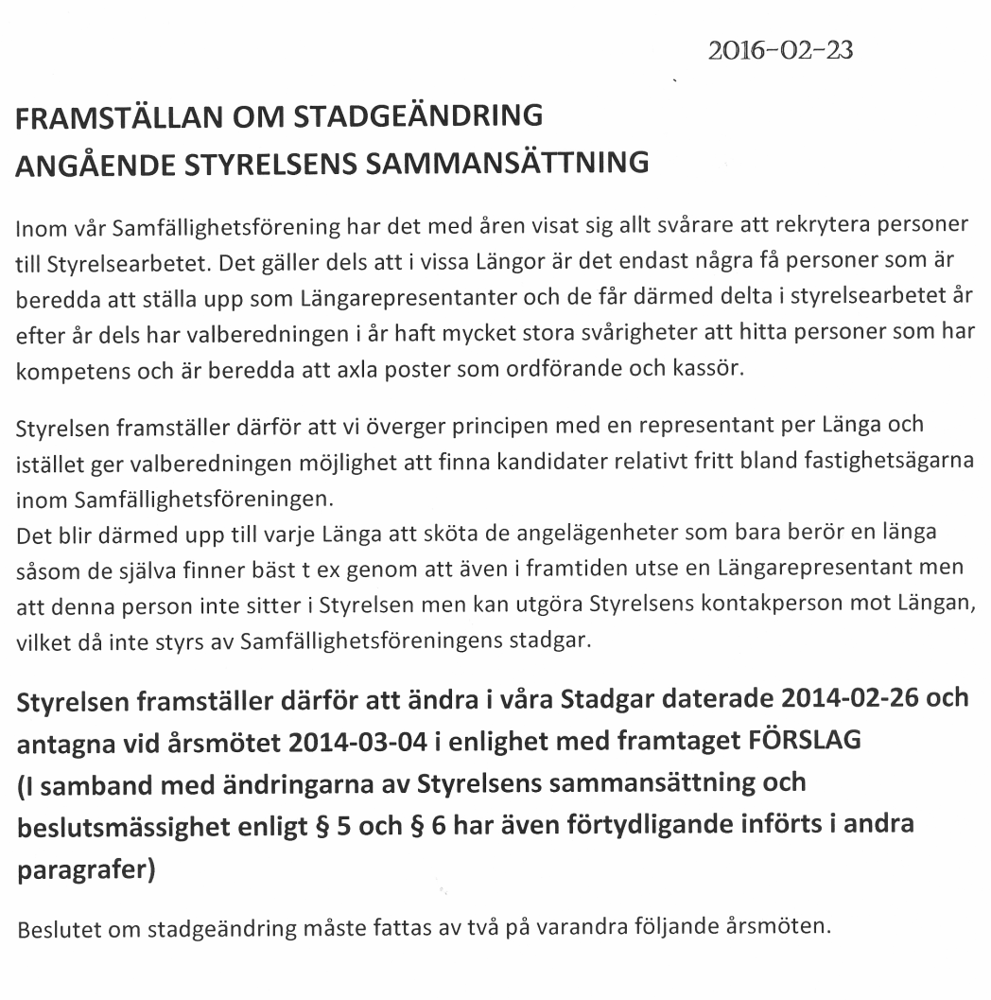 2016-02-23
FRAMSTÄLLAN OM STADGEÄNDRING
ANGÅENDE STYRELSENS SAMMANSÄTTNING
Inom vår Samfällighetsförening har det med åren visat sig allt svårare att rekrytera personer
till Styrelsearbetet. Det gäller dels att i vissa Längor är det endast några få personer som är
beredda att ställa upp som Längarepresentanter och de får därmed delta i styrelsearbetet år
efter år dels har valberedningen i år haft mycket stora svårigheter att hitta personer som har
kompetens och är beredda att axla poster som ordförande och kassör.
Styrelsen framställer därför att vi överger principen med en representant per Länga och
istället ger valberedningen möjlighet att finna kandidater relativt fritt bland fastighetsägarna
inom Samfällighetsföreningen.
Det blir därmed upp till varje Länga att sköta de angelägenheter som bara berör en länga
såsom de själva finner bäst t ex genom att även i framtiden utse en Längarepresentant men
att denna person inte sitter i Styrelsen men kan utgöra Styrelsens kontakperson mot Längan,
vilket då inte styrs av Samfällighetsföreningens stadgar.
Styrelsen framställer därför att ändra i våra Stadgar daterade 2014-02-26 och
antagna vid årsmötet 2014-03-04 i enlighet med framtaget FÖRSLAG
(I samband med ändringarna av Styrelsens sammansättning och
beslutsmässighet enligt § 5 och § 6 har även förtydligande införts i andra
paragrafer)
Beslutet om stadgeändring måste fattas av två på varandra följande årsmöten.